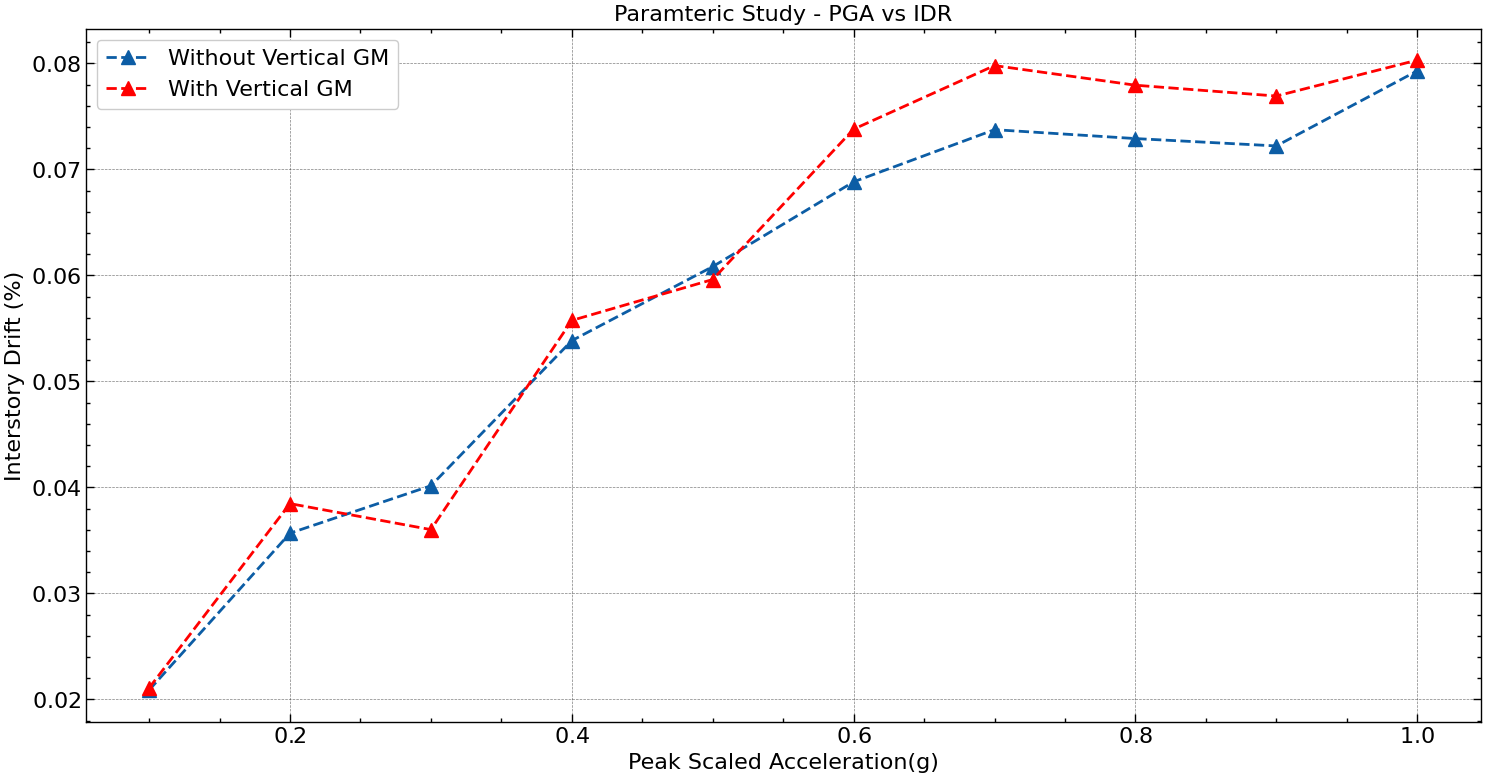 Paramteric Study - PGA vs IDR
Without Vertical GM
With Vertical GM
0.08
0.07
0.06
0.05
0.04
0.03
0.02
Interstory Drift (%)
0.2 0.4 0.6 0.8 1.0
Peak Scaled Acceleration(g)